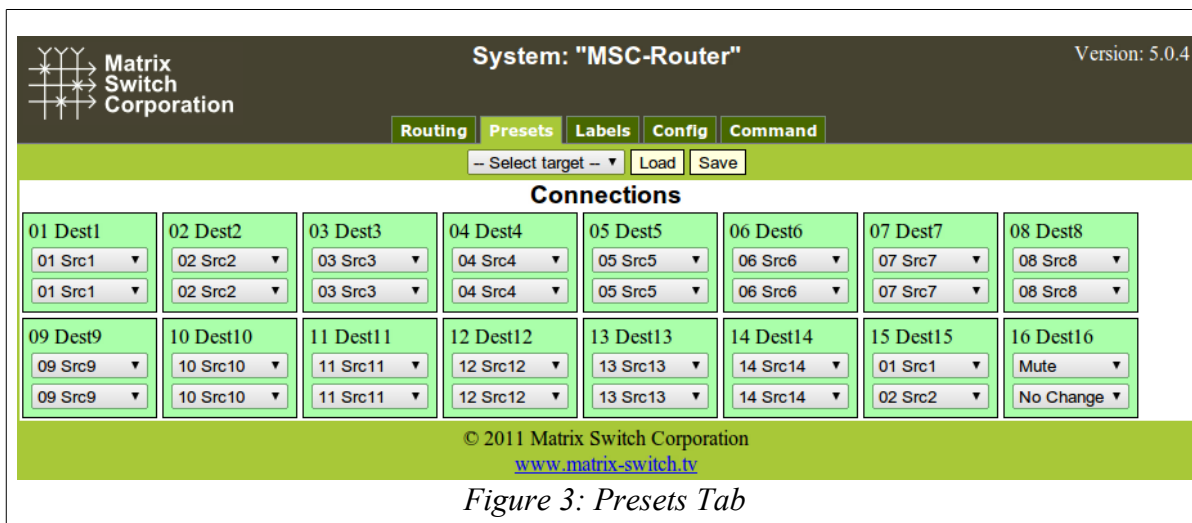 Matrix
Switch
Corporation
System: "MSC-Router"
Version: 5.0.4
Routing Presets Labels Config Command
-- Select target -- Load Save
Connections
01 Dest1 02 Dest2 03 Dest3 04 Dest4 05 Dest5 06 Dest6 07 Dest7 08 Dest8
01 Src1 02 Src2 03 Src3 04 Src4 05 Src5 06 Src6 07 Src7 08 Src8
01 Src1 02 Src2 03 Src3 04 Src4 05 Src5 06 Src6 07 Src7 08 Src8
09 Dest9 10 Dest10 11 Dest11 12 Dest12 13 Dest13 14 Dest14 15 Dest15 16 Dest16
09 Src9 10 Src10 11 Src11 12 Src12 13 Src13 14 Src14 01 Src1 Mute
09 Src9 10 Src10 11 Src11 12 Src12 13 Src13 14 Src14 02 Src2 No Change
© 2011 Matrix Switch Corporation
www.matrix-switch.tv
Figure 3: Presets Tab